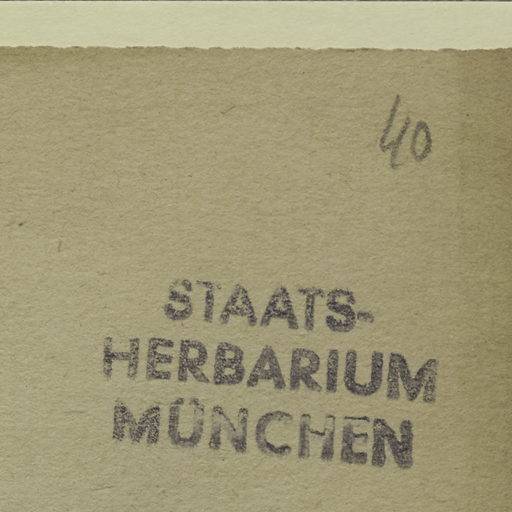 40
STAATS-
HERBARIUM
MÜNCHEN